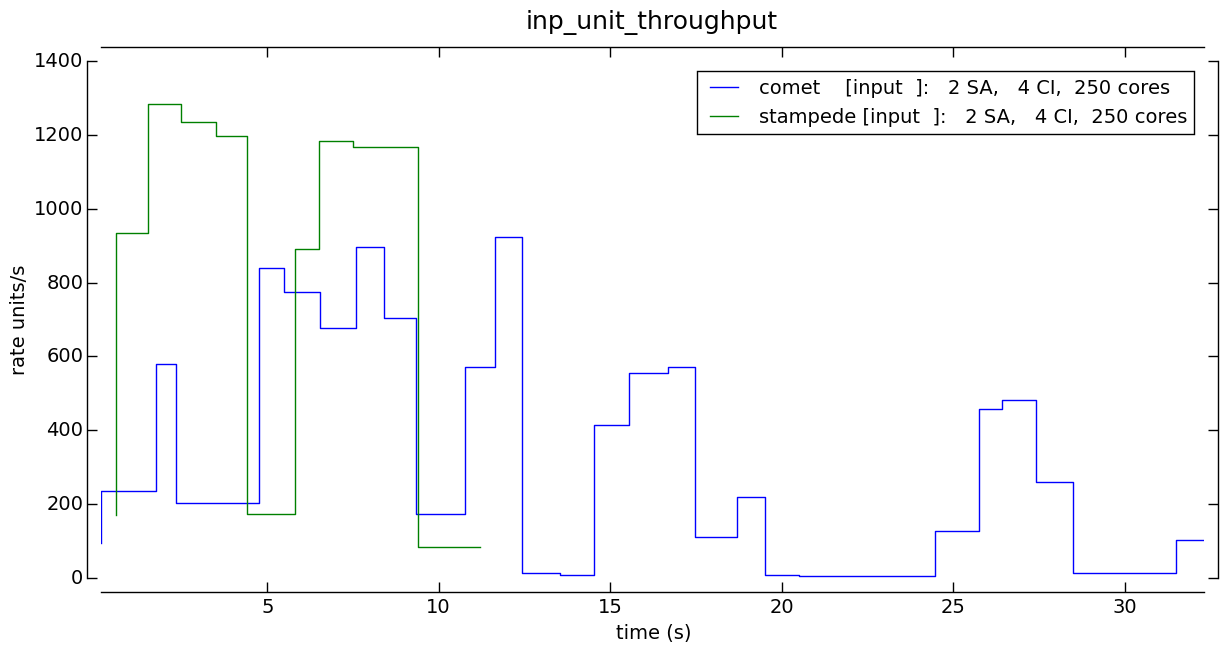 inp_unit_throughput
1400
1200
1000
800
600
400
200
0
rate units/s
comet    [input  ]:   2 SA,   4 CI,  250 cores
stampede [input  ]:   2 SA,   4 CI,  250 cores
5 10 15 20 25 30
time (s)